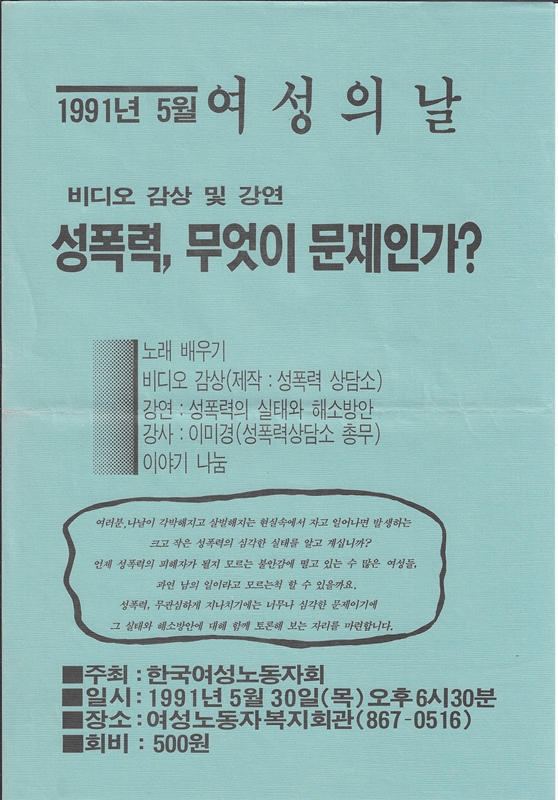 1991년 5월 여성의 날
비디오 감상 및 강연
성폭력, 무엇이 문제인가?
노래 배우기
비디오 감상(제작 : 성폭력 상담소)
강연 : 성폭력의 실태와 해소방안
강사 : 이미경(성폭력상담소 총무)
이야기 나눔
여러분, 나날이 각박해지고 살벌해지는 현실속에서 자고 일어나면 발생하는
크고 작은 성폭력의 심각한 실태를 알고 계십니까?
언제 성폭력의 피해자가 될지 모르는 불안감에 떨고 있는 수 많은 여성들,
과연 남의 일이라고 모르는척 할 수 있을까요.
성폭력, 무관심하게 지나치기에는 너무나 심각한 문제이기에
그 실태와 해소방안에 대해 함께 토론해 보는 자리를 마련합니다.
■주최 : 한국여성노동자회
■일시 : 1991년 5월 30일(목) 오후 6시 30분
■장소 : 여성노동자복지회관(867-0516)
■회비 : 500원